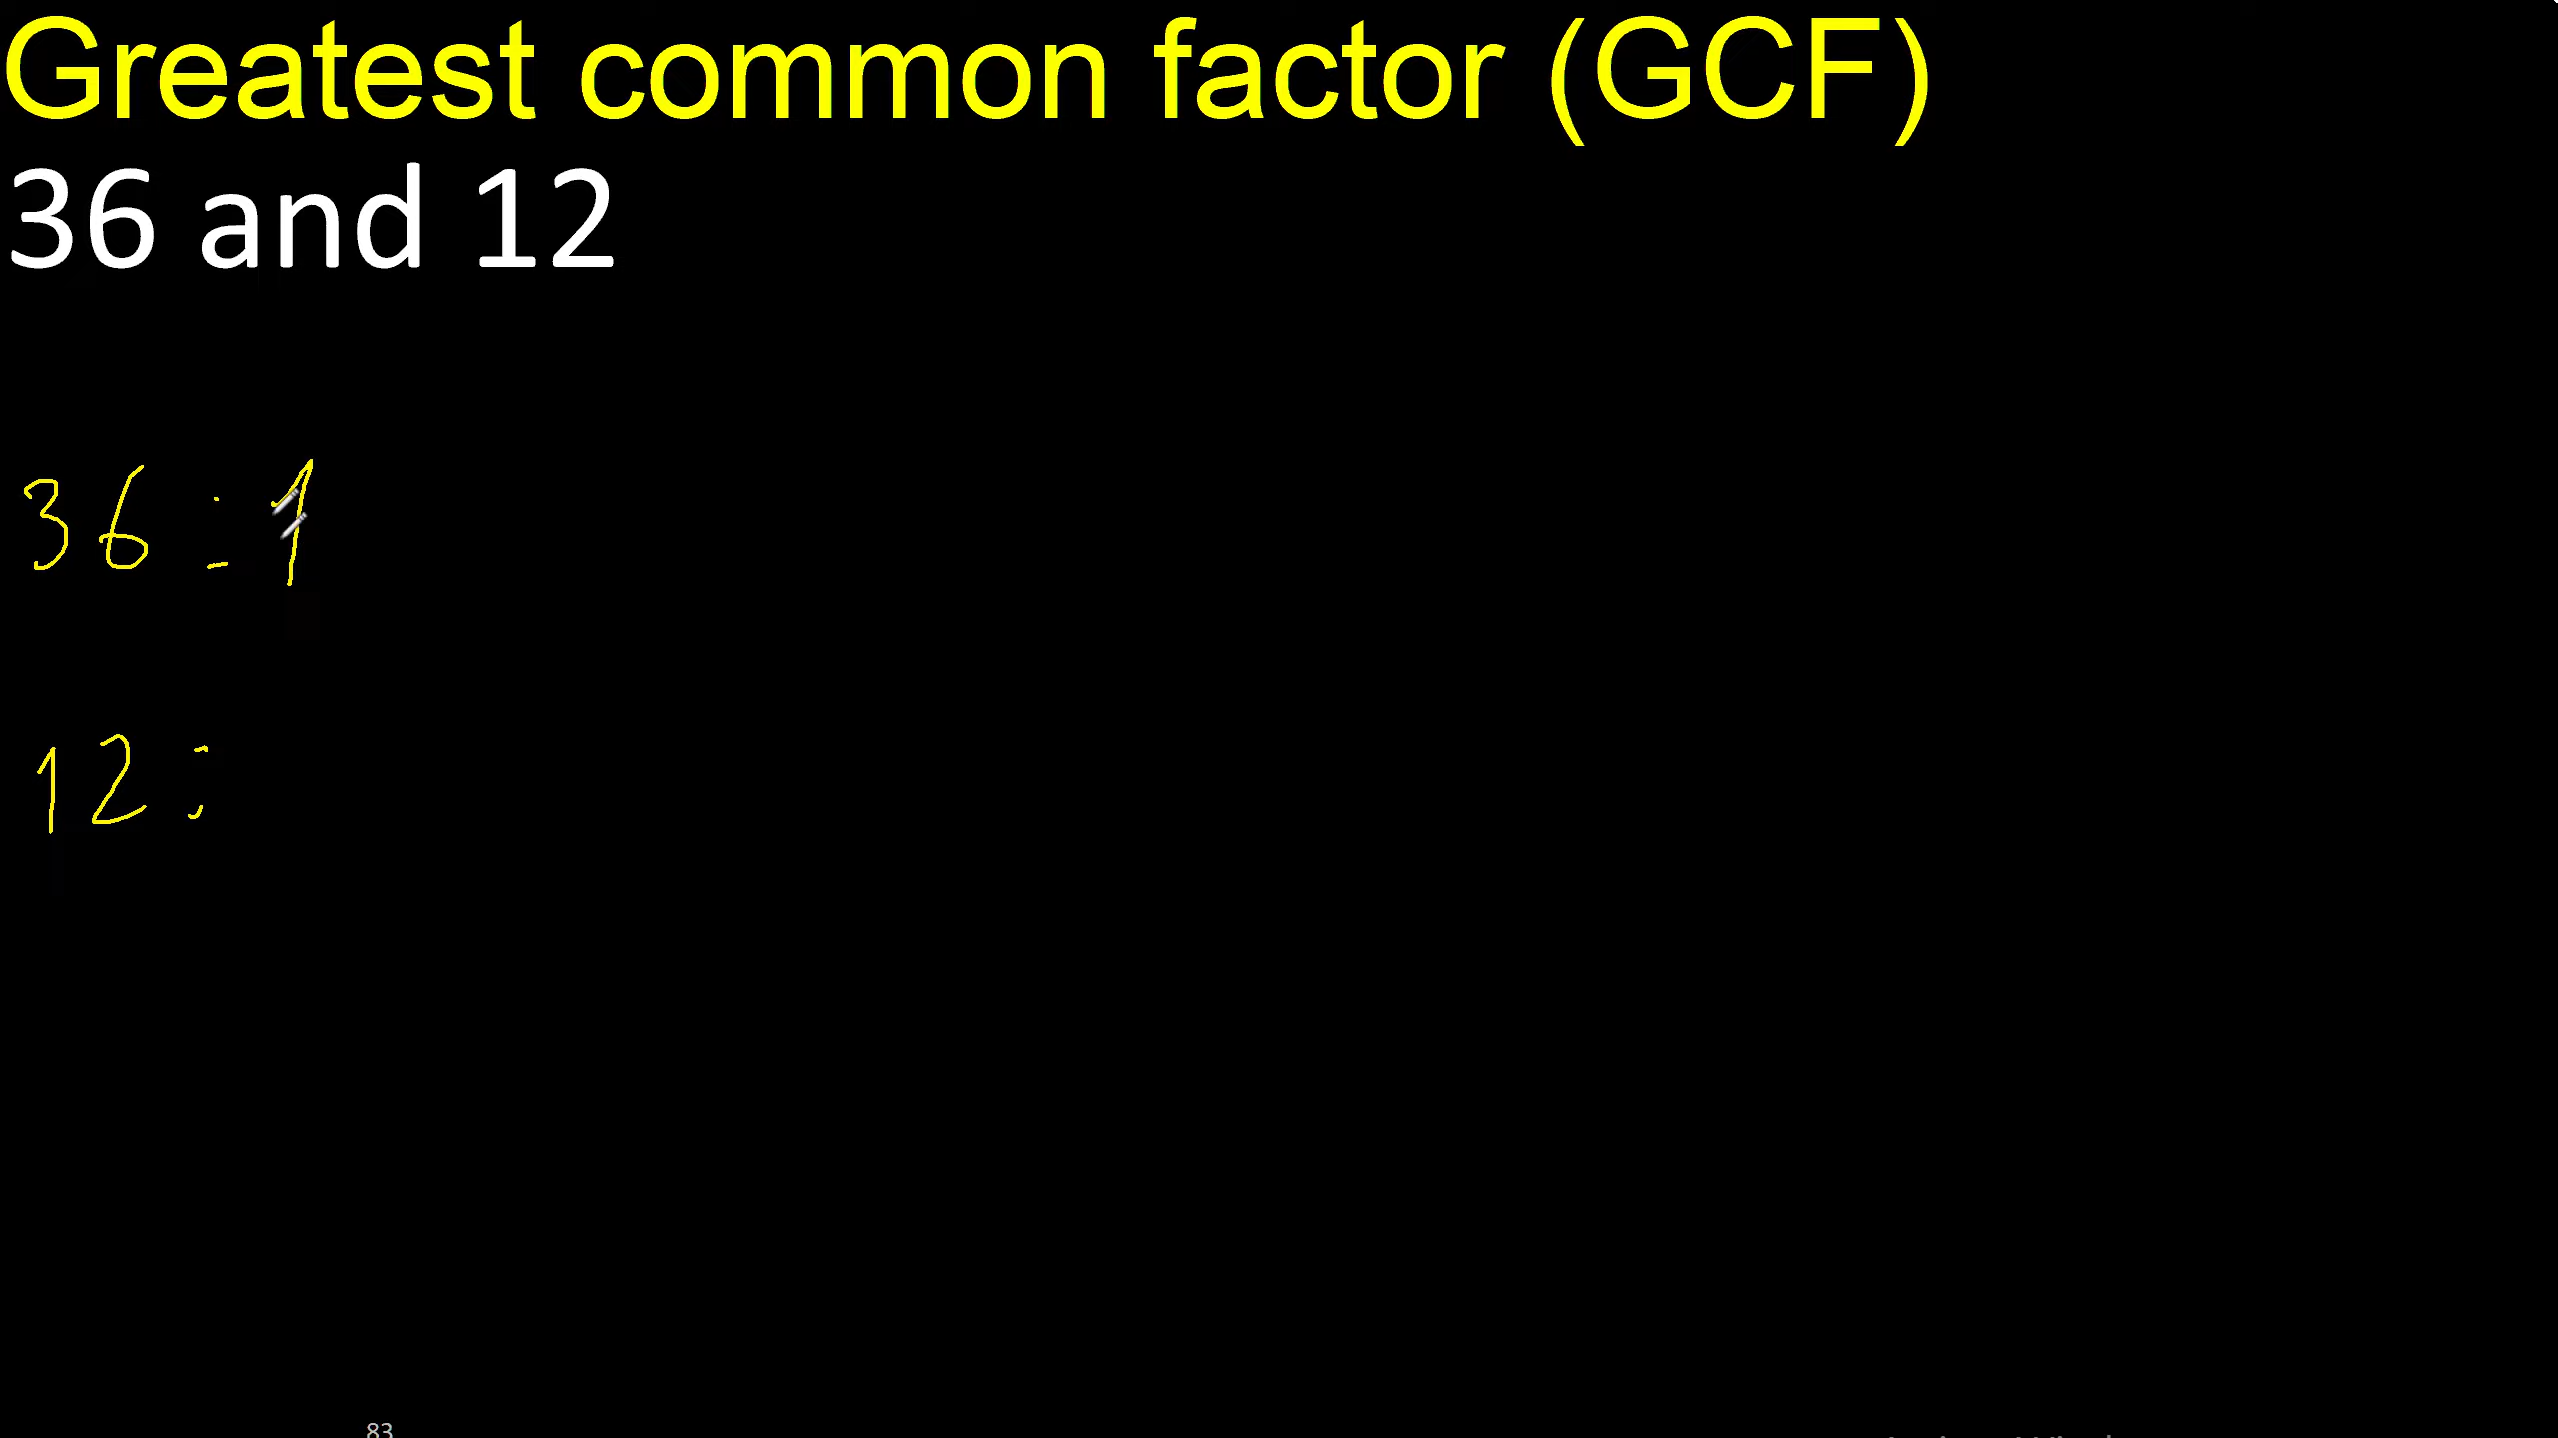 Greatest common factor (GCF)
36 and 12
36 : 1
12 :
83